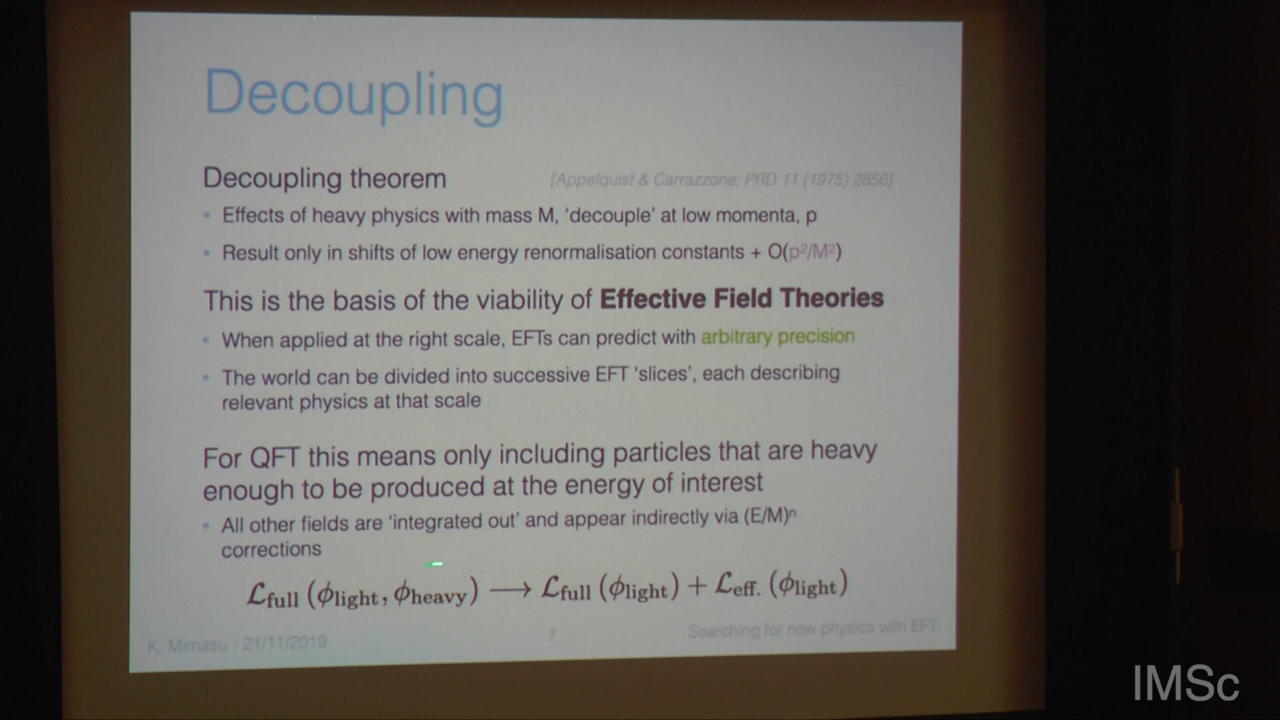 Decoupling
Decoupling theorem
[Appelquist & Carrazzone; PRD 11 (1975) 2856]
• Effects of heavy physics with mass M, ‘decouple’ at low momenta, p
• Result only in shifts of low energy renormalisation constants + O(p²/M²)
This is the basis of the viability of Effective Field Theories
• When applied at the right scale, EFTs can predict with arbitrary precision
• The world can be divided into successive EFT ‘slices’, each describing
relevant physics at that scale
For QFT this means only including particles that are heavy
enough to be produced at the energy of interest
• All other fields are ‘integrated out’ and appear indirectly via (E/M)ⁿ
corrections
ℒfull (ϕlight, ϕheavy) ⟶ ℒfull (ϕlight) + ℒeff. (ϕlight)
K. Mimasu - 21/11/2019
7
Searching for new physics with EFT
IMSc